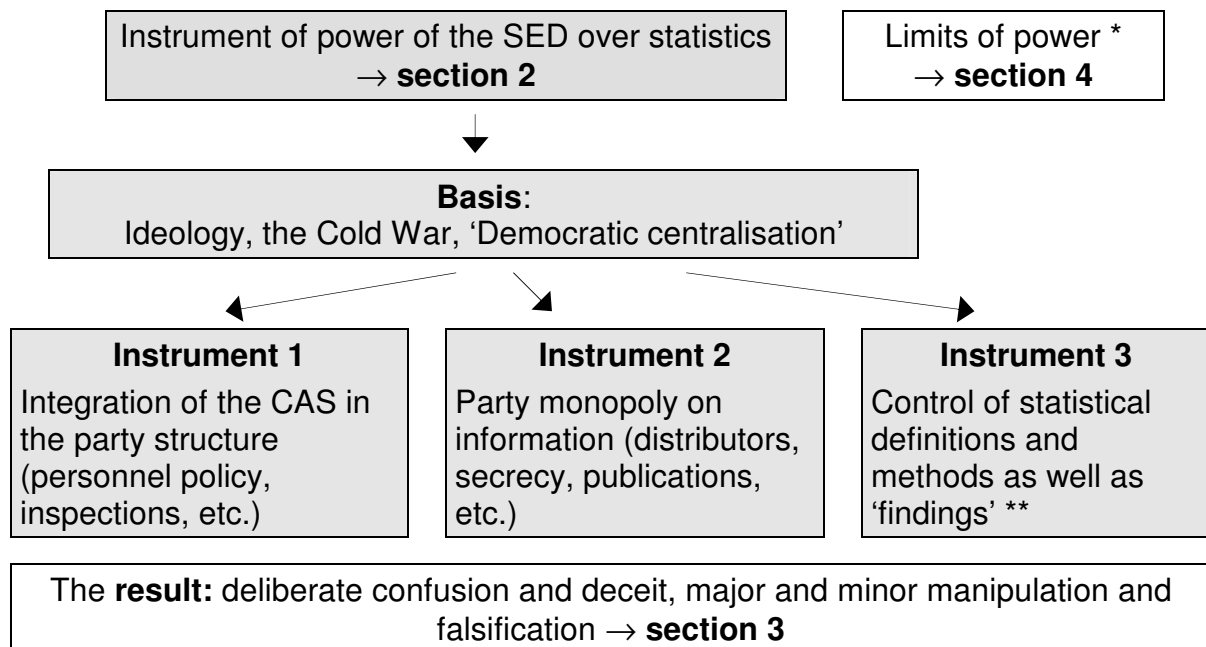 Instrument of power of the SED over statistics
→ section 2
Limits of power *
→ section 4
Basis:
Ideology, the Cold War, ‘Democratic centralisation’
Instrument 1
Integration of the CAS in
the party structure
(personnel policy,
inspections, etc.)
Instrument 2
Party monopoly on
information (distributors,
secrecy, publications,
etc.)
Instrument 3
Control of statistical
definitions and
methods as well as
‘findings’ **
The result: deliberate confusion and deceit, major and minor manipulation and
falsification → section 3